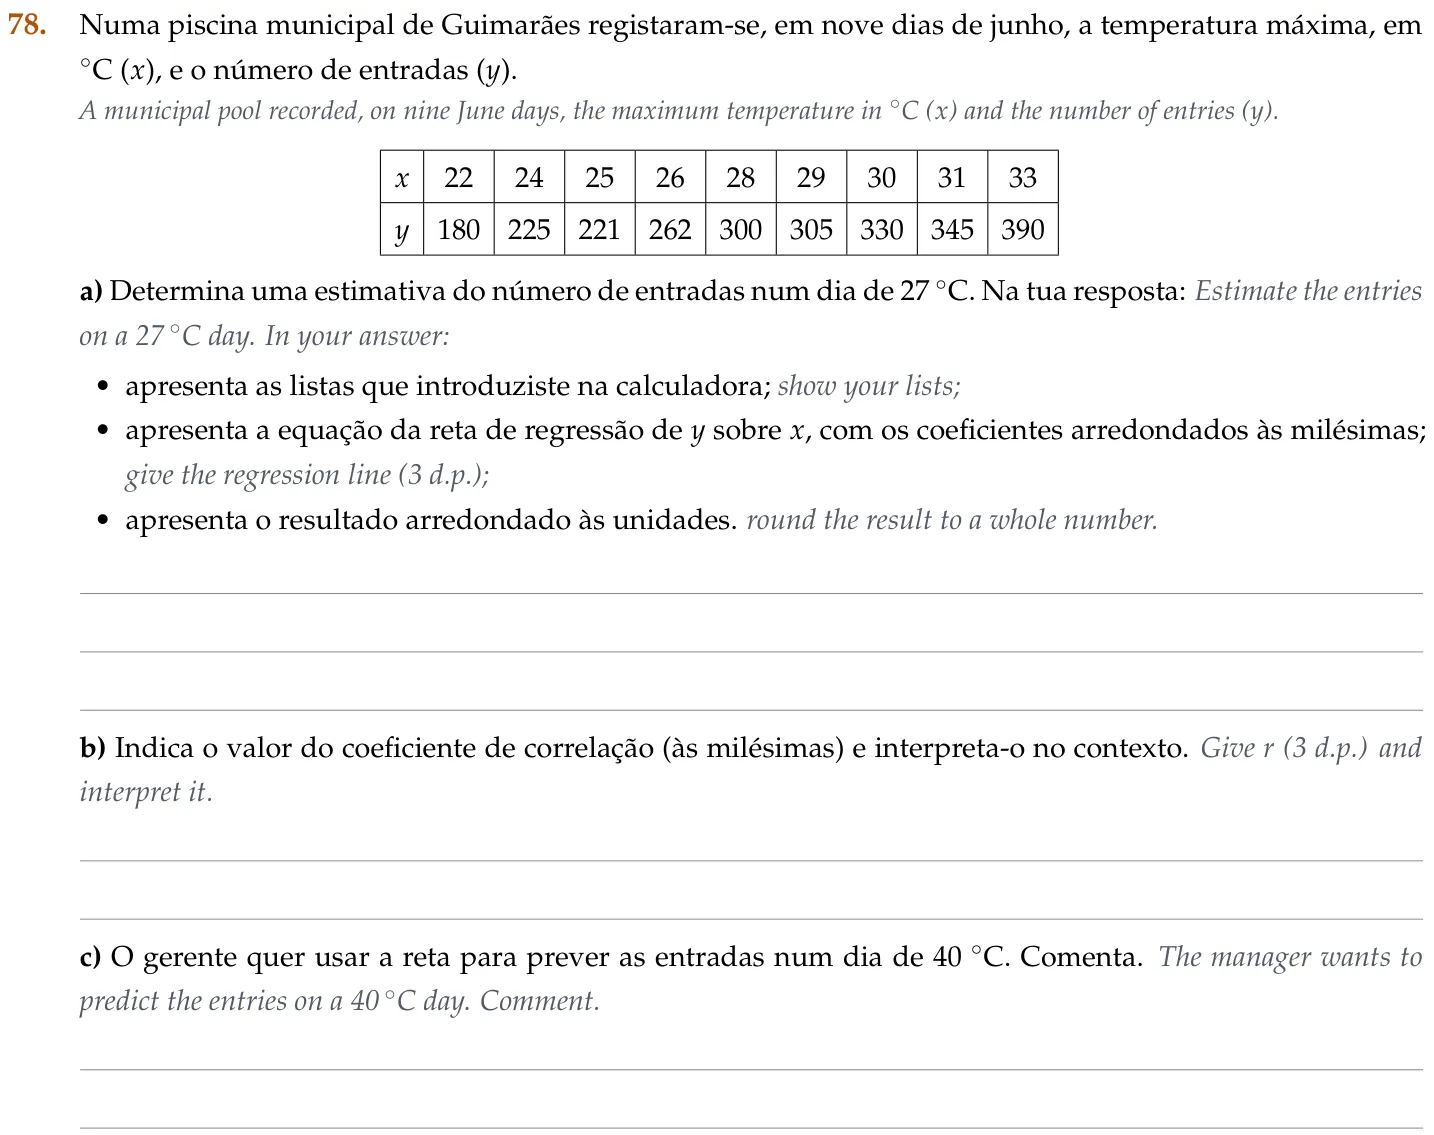 78. Numa piscina municipal de Guimarães registaram-se, em nove dias de junho, a temperatura máxima, em
°C (x), e o número de entradas (y).
A municipal pool recorded, on nine June days, the maximum temperature in °C (x) and the number of entries (y).
x 22 24 25 26 28 29 30 31 33
y 180 225 221 262 300 305 330 345 390
a) Determina uma estimativa do número de entradas num dia de 27 °C. Na tua resposta: Estimate the entries
on a 27 °C day. In your answer:
• apresenta as listas que introduziste na calculadora; show your lists;
• apresenta a equação da reta de regressão de y sobre x, com os coeficientes arredondados às milésimas;
give the regression line (3 d.p.);
• apresenta o resultado arredondado às unidades. round the result to a whole number.
b) Indica o valor do coeficiente de correlação (às milésimas) e interpreta-o no contexto. Give r (3 d.p.) and
interpret it.
c) O gerente quer usar a reta para prever as entradas num dia de 40 °C. Comenta. The manager wants to
predict the entries on a 40 °C day. Comment.